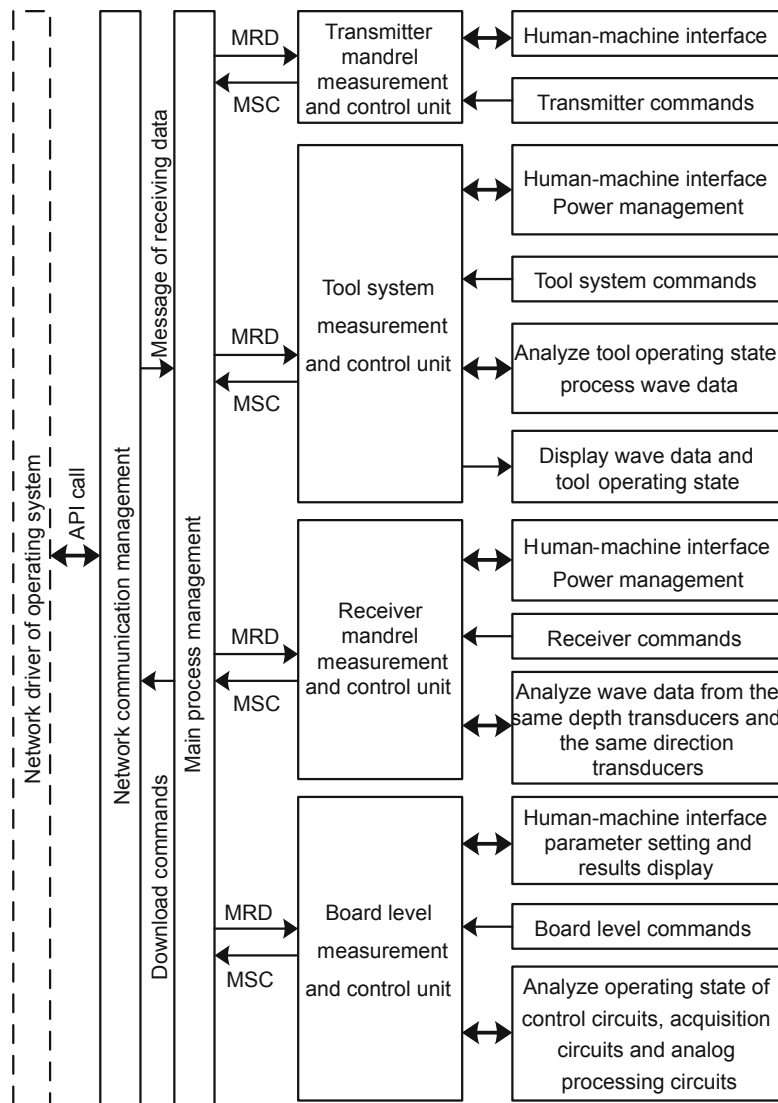 Network driver of operating system
API call
Network communication management
Message of receiving data
Download commands
Main process management
MRD
MSC
Transmitter
mandrel
measurement
and control unit
Human-machine interface
Transmitter commands
MRD
MSC
Tool system
measurement
and control unit
Human-machine interface
Power management
Tool system commands
Analyze tool operating state
process wave data
Display wave data and
tool operating state
MRD
MSC
Receiver
mandrel
measurement
and control unit
Human-machine interface
Power management
Receiver commands
Analyze wave data from the
same depth transducers and
the same direction
transducers
MRD
MSC
Board level
measurement
and control unit
Human-machine interface
parameter setting and
results display
Board level commands
Analyze operating state of
control circuits, acquisition
circuits and analog
processing circuits